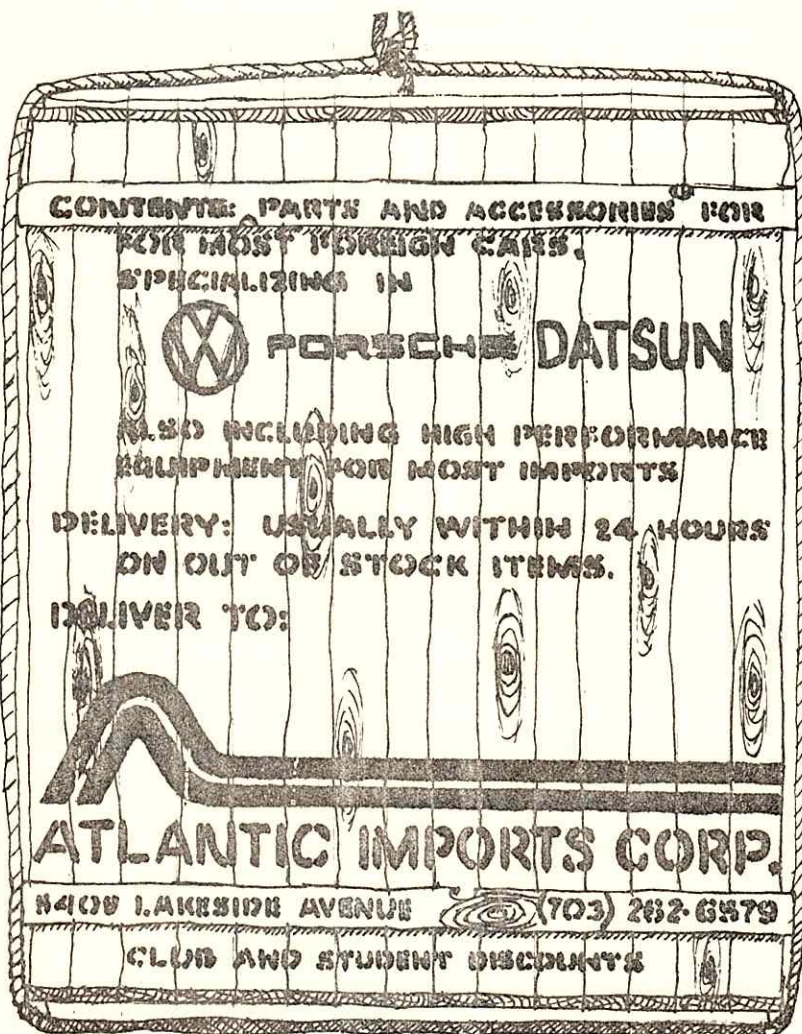 CONTENTS: PARTS AND ACCESSORIES FOR
FOR MOST FOREIGN CARS.
SPECIALIZING IN
VW PORSCHE DATSUN
ALSO INCLUDING HIGH PERFORMANCE
EQUIPMENT FOR MOST IMPORTS
DELIVERY: USUALLY WITHIN 24 HOURS
ON OUT OF STOCK ITEMS.
DELIVER TO:
ATLANTIC IMPORTS CORP.
LAKESIDE AVENUE (703) 262-6579
CLUB AND STUDENT DISCOUNTS